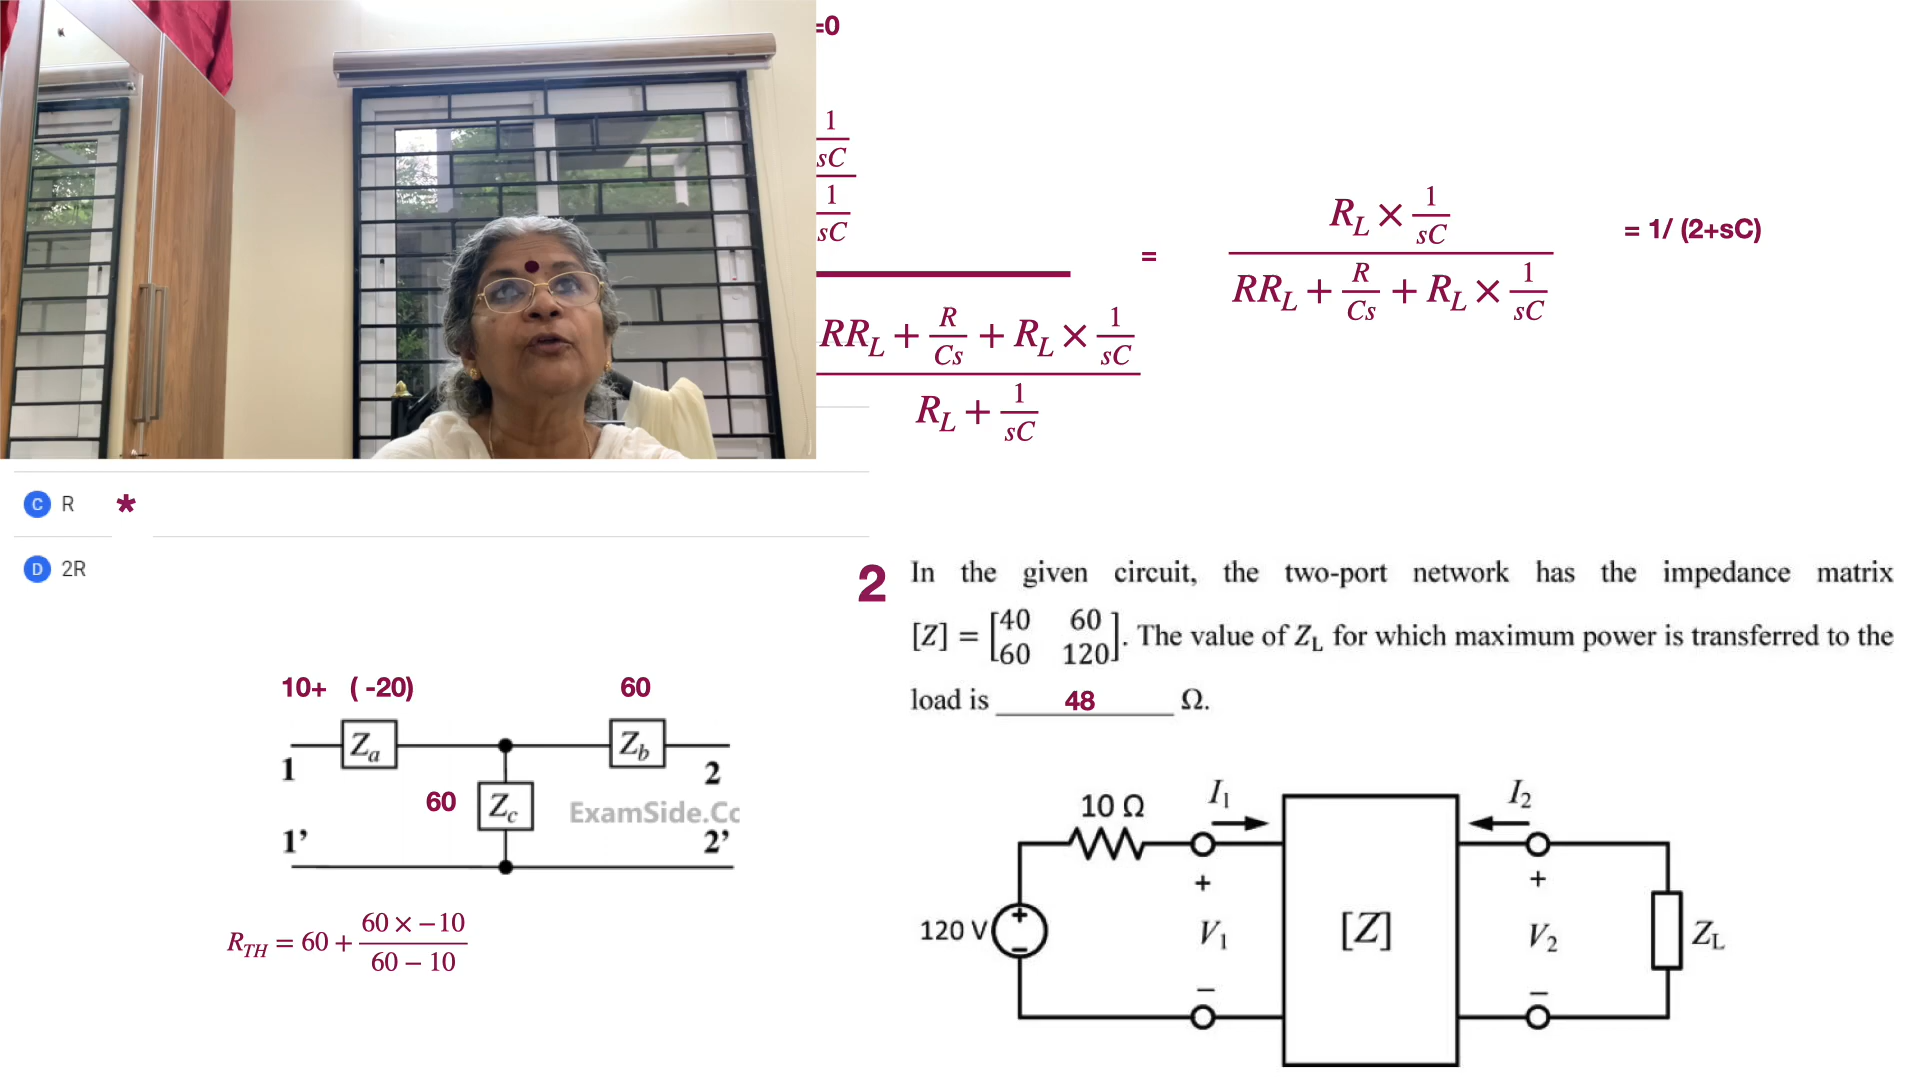 =0
1
sC
1
sC
RR_L + R/Cs + R_L × 1/sC
R_L + 1/sC
=
R_L × 1/sC
RR_L + R/Cs + R_L × 1/sC
= 1/ (2+sC)
C R *
D 2R
10+ ( -20) 60
Z_a Z_b
1 2
60 Z_c ExamSide.Cc
1’ 2’
R_TH = 60 + (60 × −10)/(60 − 10)
2 In the given circuit, the two-port network has the impedance matrix
[Z] = [40 60
60 120]. The value of Z_L for which maximum power is transferred to the
load is ____48____ Ω.
10 Ω I_1 I_2
+ +
120 V + − V_1 [Z] V_2 Z_L
− −